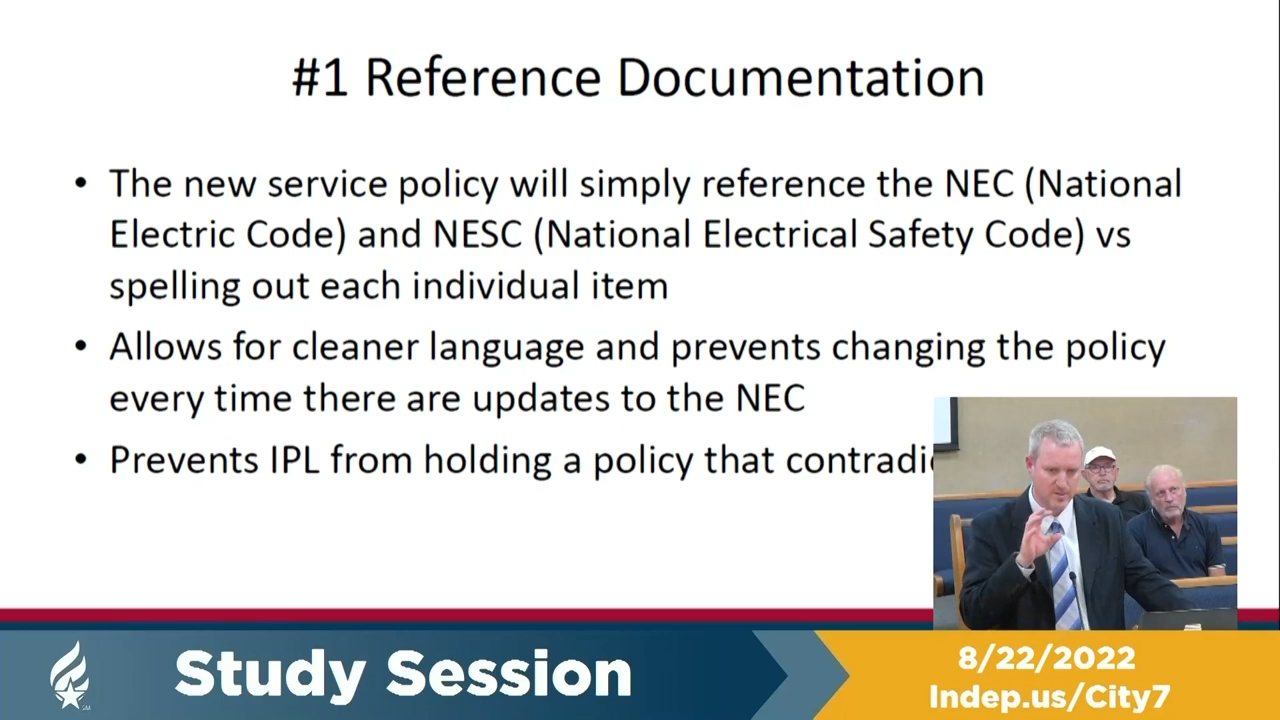 #1 Reference Documentation
• The new service policy will simply reference the NEC (National
Electric Code) and NESC (National Electrical Safety Code) vs
spelling out each individual item
• Allows for cleaner language and prevents changing the policy
every time there are updates to the NEC
• Prevents IPL from holding a policy that
Study Session
8/22/2022
Indep.us/City7